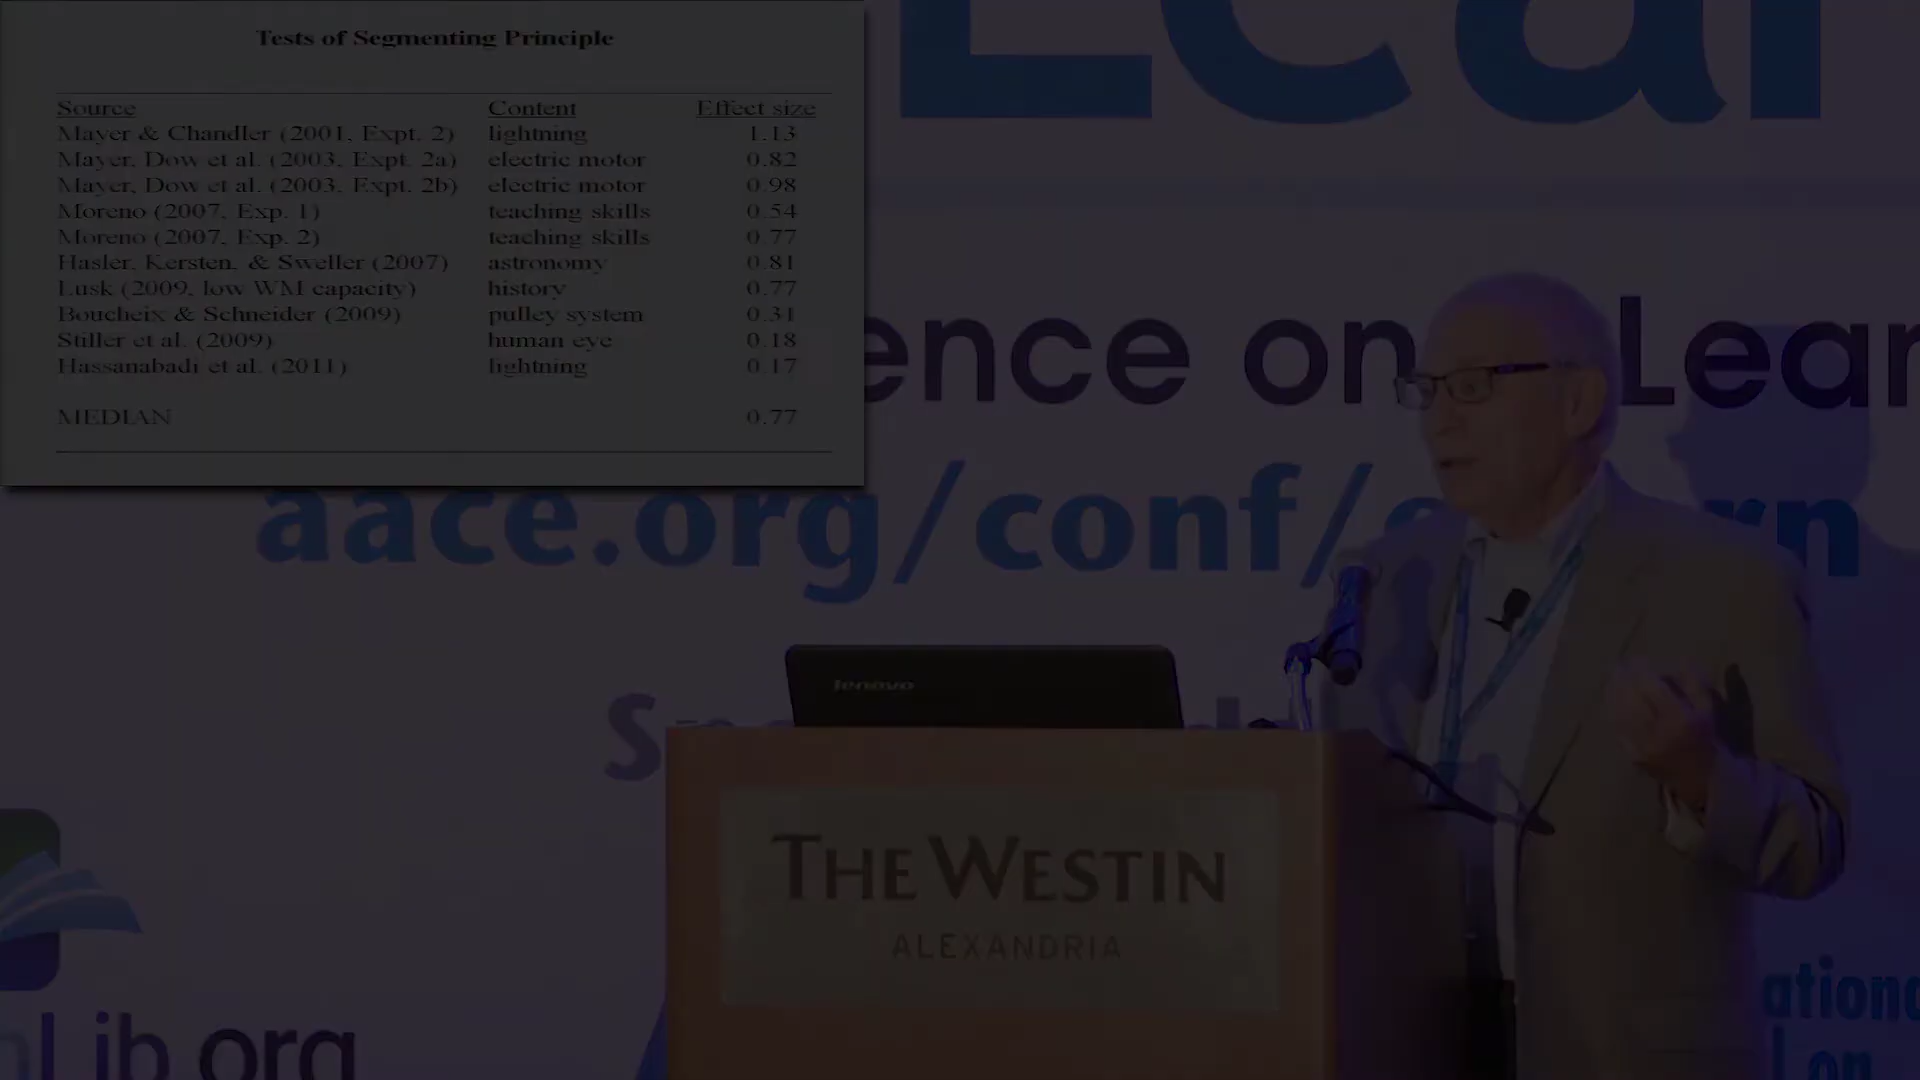 Tests of Segmenting Principle
Source Content Effect size
Mayer & Chandler (2001, Expt. 2) lightning 1.13
Mayer, Dow et al. (2003, Expt. 2a) electric motor 0.82
Mayer, Dow et al. (2003, Expt. 2b) electric motor 0.98
Moreno (2007, Exp. 1) teaching skills 0.54
Moreno (2007, Exp. 2) teaching skills 0.77
Hasler, Kersten, & Sweller (2007) astronomy 0.81
Lusk (2009, low WM capacity) history 0.77
Boucheix & Schneider (2009) pulley system 0.31
Stiller et al. (2009) human eye 0.18
Hassanabadi et al. (2011) lightning 0.17
MEDIAN 0.77
Lear
ence on Lear
aace.org/conf/e rn
lenovo
THE WESTIN
ALEXANDRIA
Lib.org